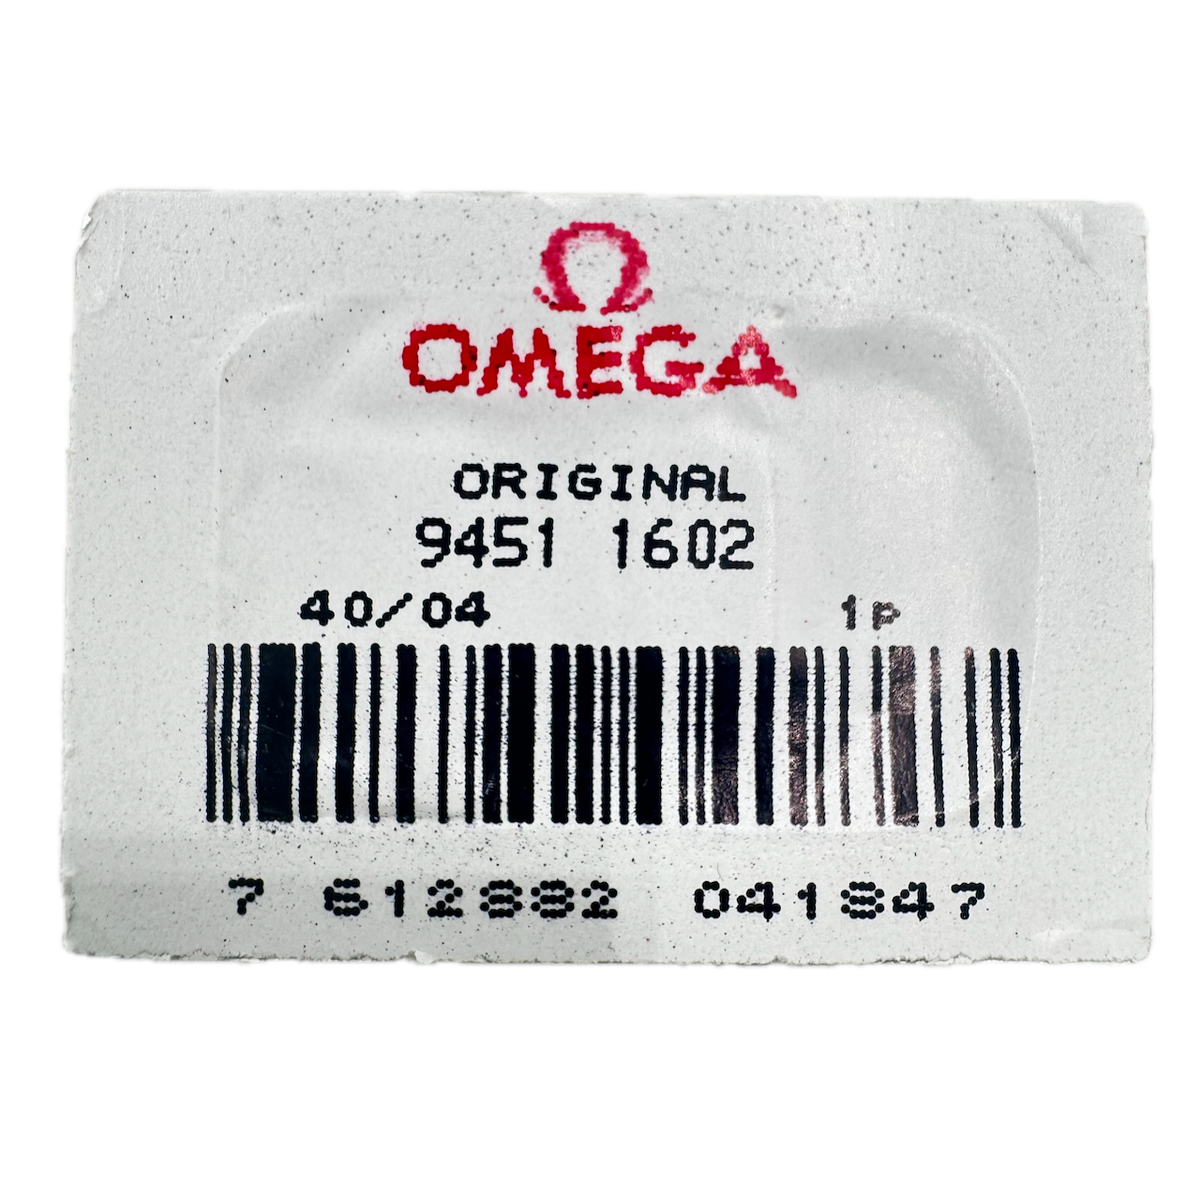 OMEGA
ORIGINAL
9451 1602
40/04 1P
7 612882 041847